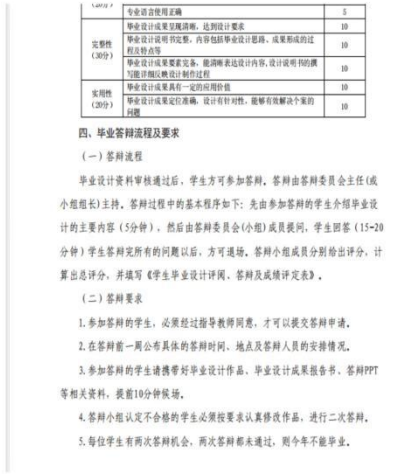 （20分）
专业语言使用正确 5
完整性
（30分）
毕业设计成果呈现清晰，达到设计要求 10
毕业设计说明书完整，内容包括毕业设计思路、成果形成的过
程及特点等
10
毕业设计成果要素完备，能清晰表达设计内容,设计说明书的撰
写能详细反映设计制作过程
10
实用性
（20分）
毕业设计成果具有一定的应用价值 10
毕业设计成果定位准确，设计有针对性，能够有效解决个案的
问题
10
四、毕业答辩流程及要求
（一）答辩流程
毕业设计资料审核通过后，学生方可参加答辩。答辩由答辩委员会主任(或
小组组长)主持。答辩过程中的基本程序如下：先由参加答辩的学生介绍毕业设
计的主要内容（5分钟），然后由答辩委员会(小组)成员提问，学生回答（15-20
分钟）学生答辩完所有的问题以后，方可退场。答辩小组成员分别给出评分，计
算出总评分，并填写《学生毕业设计评阅、答辩及成绩评定表》。
（二）答辩要求
1.参加答辩的学生，必须经过指导教师同意，才可以提交答辩申请。
2.在答辩前一周公布具体的答辩时间、地点及答辩人员的安排情况。
3.参加答辩的学生请携带好毕业设计作品、毕业设计成果报告书、答辩PPT
等相关资料，提前10分钟候场。
4.答辩小组认定不合格的学生必须按要求认真修改作品，进行二次答辩。
5.每位学生有两次答辩机会，两次答辩都未通过，则今年不能毕业。